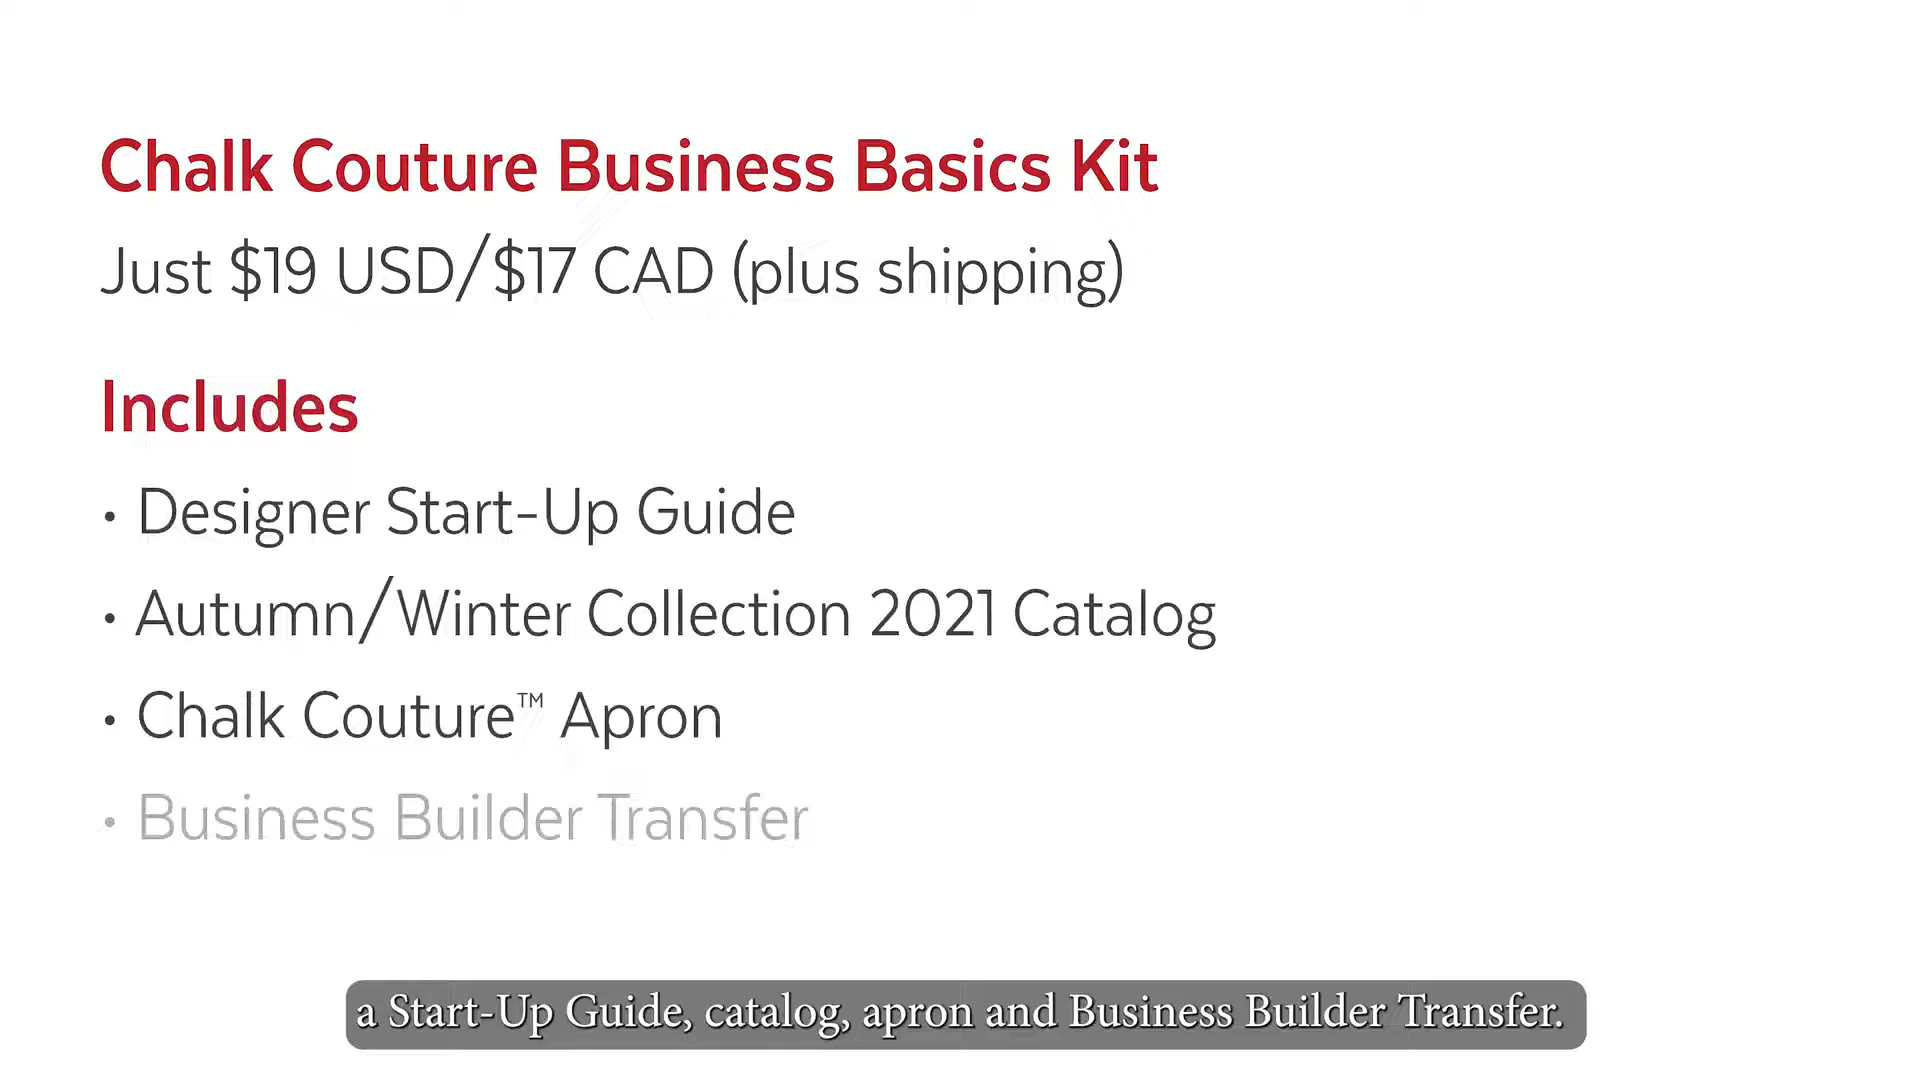 Chalk Couture Business Basics Kit
Just $19 USD/$17 CAD (plus shipping)
Includes
• Designer Start-Up Guide
• Autumn/Winter Collection 2021 Catalog
• Chalk Couture™ Apron
• Business Builder Transfer
a Start-Up Guide, catalog, apron and Business Builder Transfer.